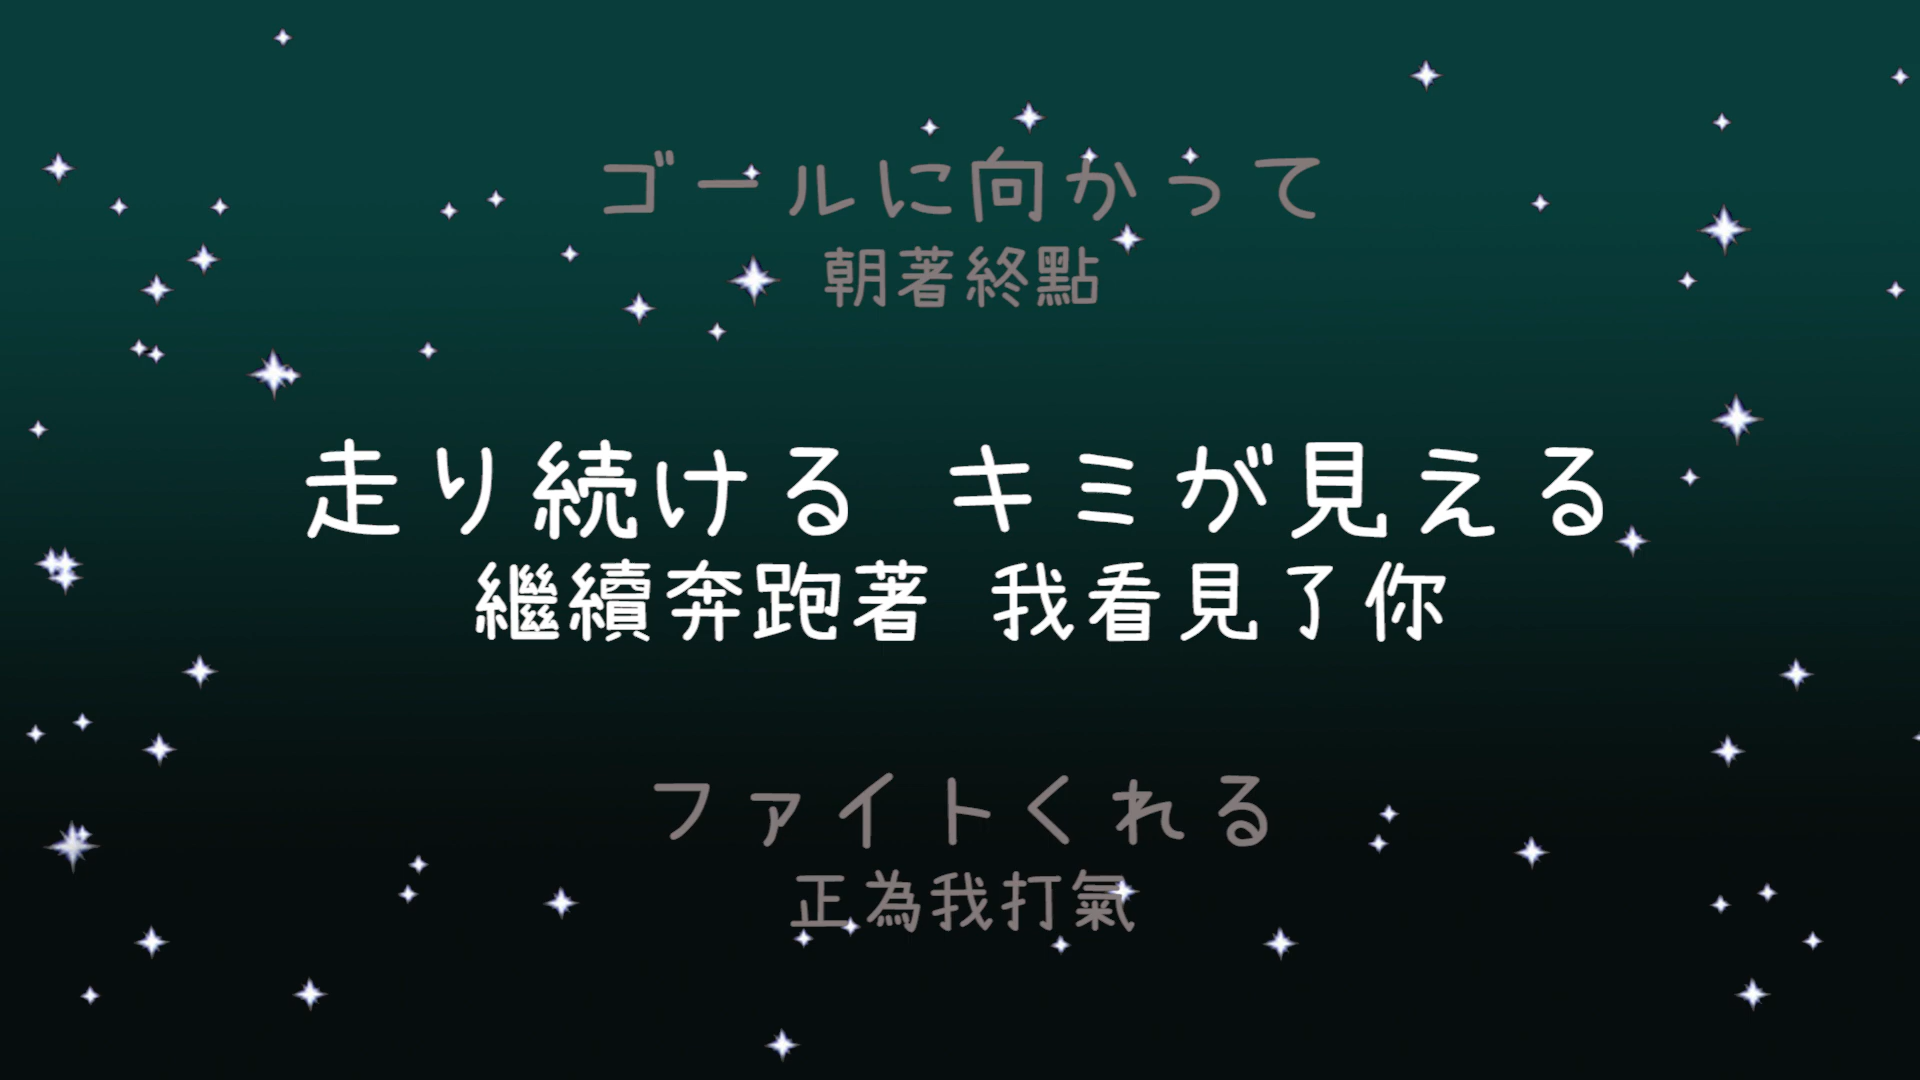 ゴールに向かって
朝著終點
走り続ける キミが見える
繼續奔跑著 我看見了你
ファイトくれる
正為我打氣